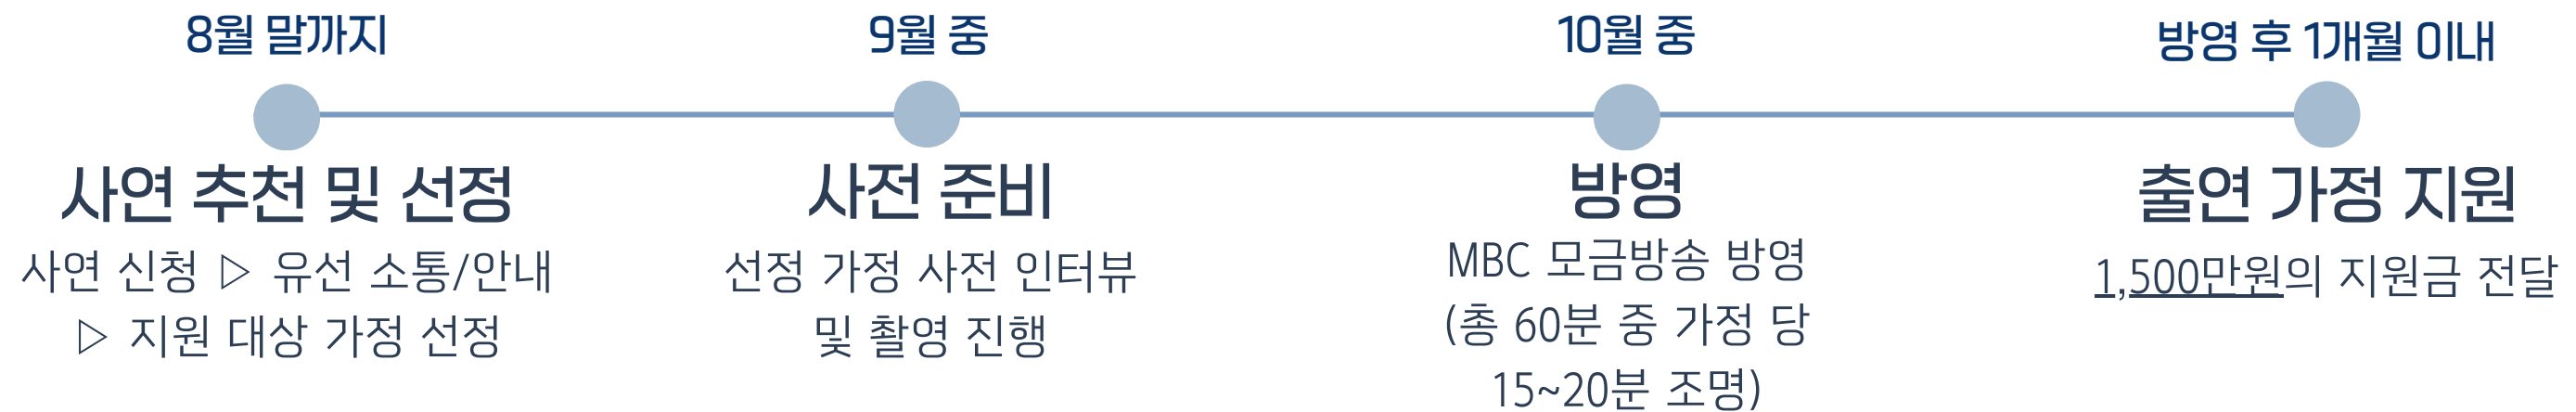 8월 말까지
사연 추천 및 선정
사연 신청 ▷ 유선 소통/안내
▷ 지원 대상 가정 선정
9월 중
사전 준비
선정 가정 사전 인터뷰
및 촬영 진행
10월 중
방영
MBC 모금방송 방영
(총 60분 중 가정 당
15~20분 조명)
방영 후 1개월 이내
출연 가정 지원
1,500만원의 지원금 전달